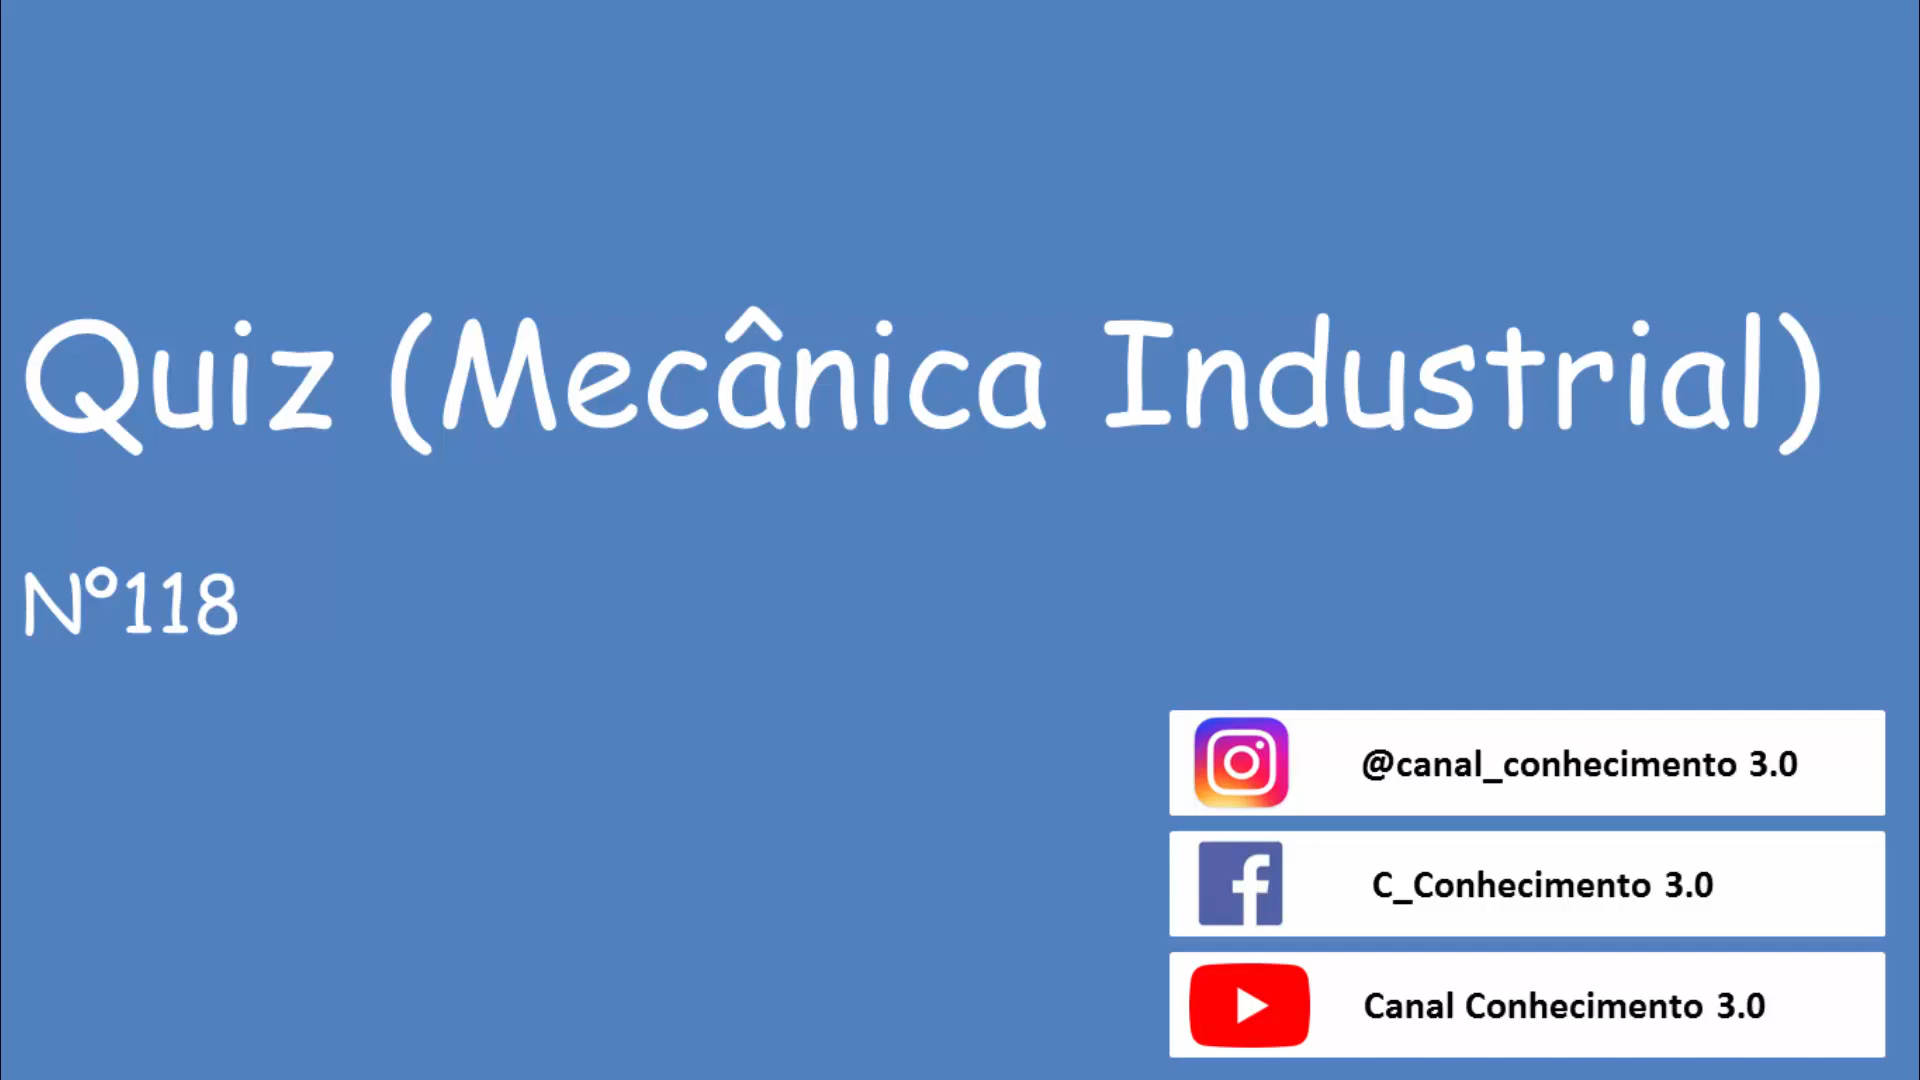 Quiz (Mecânica Industrial)
Nº118
@canal_conhecimento 3.0
C_Conhecimento 3.0
Canal Conhecimento 3.0